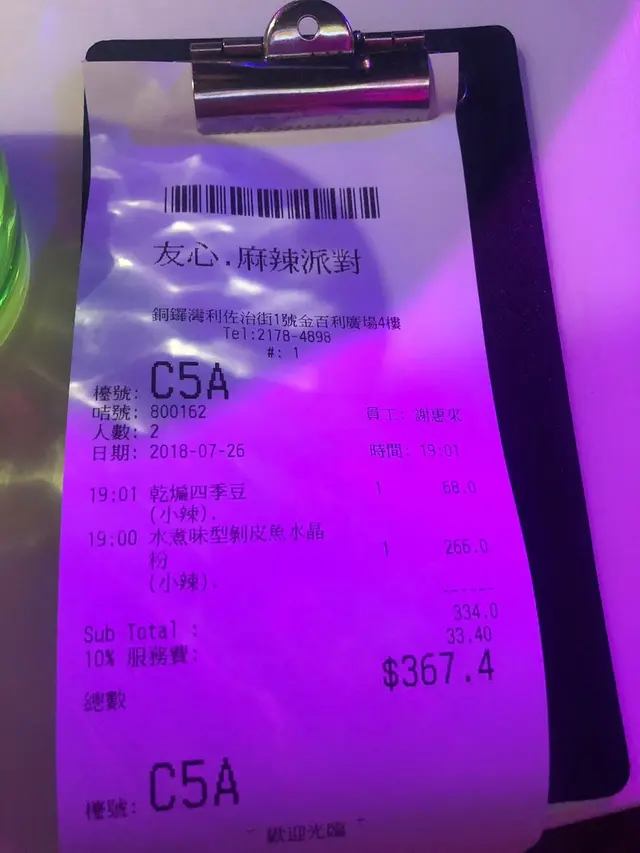 友心.麻辣派對
銅鑼灣利佐治街1號金百利廣場4樓
Tel:2178-4898
#: 1
檯號: C5A
咭號: 800162 員工: 謝惠來
人數: 2
日期: 2018-07-26 時間: 19:01
19:01 乾煸四季豆 1 68.0
(小辣).
19:00 水煮味型剝皮魚水晶 1 266.0
粉
(小辣).
------
Sub Total : 334.0
10% 服務費: 33.40
總數 $367.4
檯號: C5A
- 歡迎光臨 -